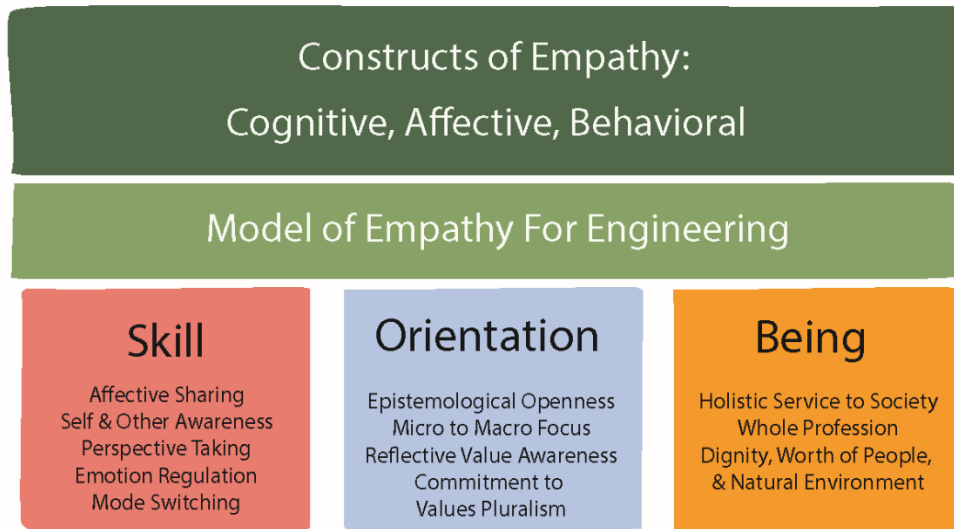 Constructs of Empathy:
Cognitive, Affective, Behavioral
Model of Empathy For Engineering
Skill
Affective Sharing
Self & Other Awareness
Perspective Taking
Emotion Regulation
Mode Switching
Orientation
Epistemological Openness
Micro to Macro Focus
Reflective Value Awareness
Commitment to
Values Pluralism
Being
Holistic Service to Society
Whole Profession
Dignity, Worth of People,
& Natural Environment